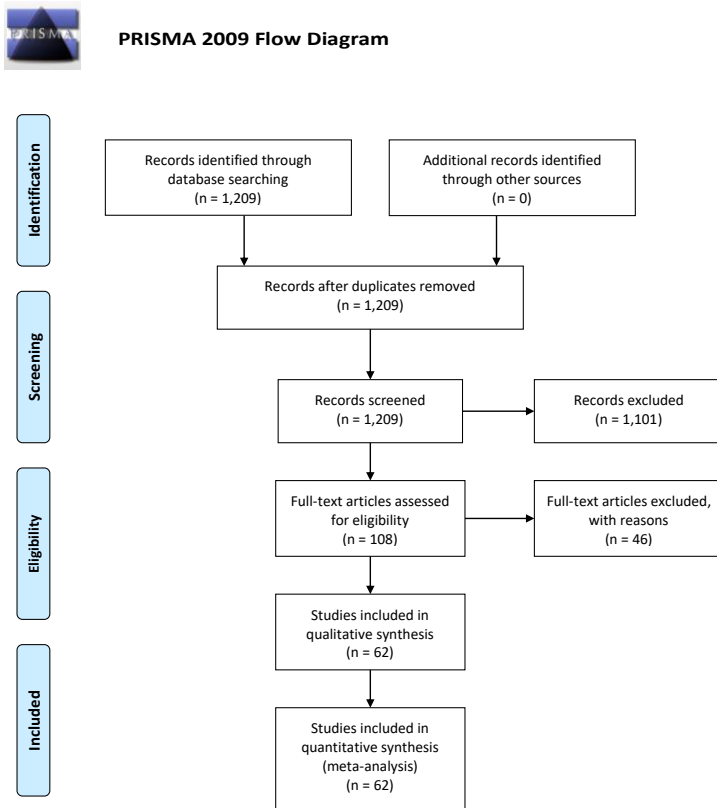 PRISMA
PRISMA 2009 Flow Diagram
Identification
Records identified through
database searching
(n = 1,209)
Additional records identified
through other sources
(n = 0)
Records after duplicates removed
(n = 1,209)
Screening
Records screened
(n = 1,209)
Records excluded
(n = 1,101)
Eligibility
Full-text articles assessed
for eligibility
(n = 108)
Full-text articles excluded,
with reasons
(n = 46)
Studies included in
qualitative synthesis
(n = 62)
Included
Studies included in
quantitative synthesis
(meta-analysis)
(n = 62)